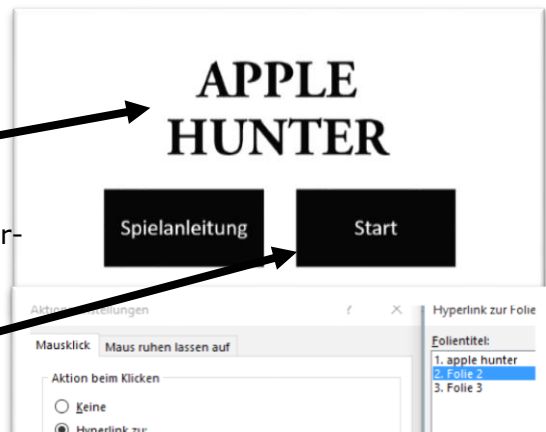 APPLE
HUNTER
Spielanleitung
Start
r-
? Hyperlink zur Folie
Mausklick
Maus ruhen lassen auf
Folientitel:
1. apple hunter
2. Folie 2
3. Folie 3
Aktion beim Klicken
Keine
Hyperlink zu: